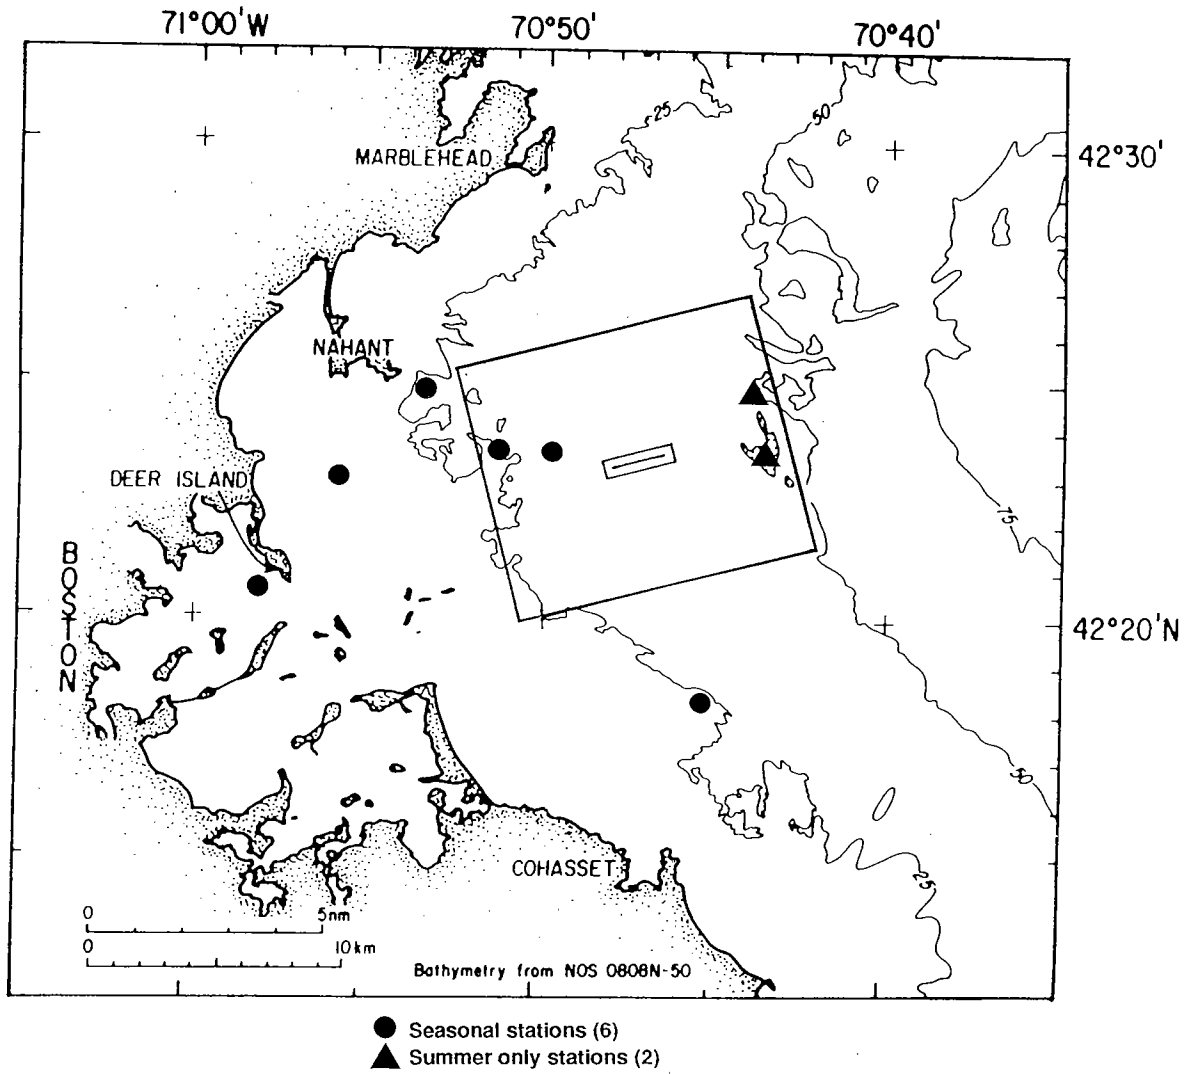 71°00'W 70°50' 70°40'
25
50
MARBLEHEAD
42°30'
NAHANT
DEER ISLAND
75
BOSTON
42°20'N
50
COHASSET
25
0 5nm
0 10km
Bathymetry from NOS 0808N-50
Seasonal stations (6)
Summer only stations (2)